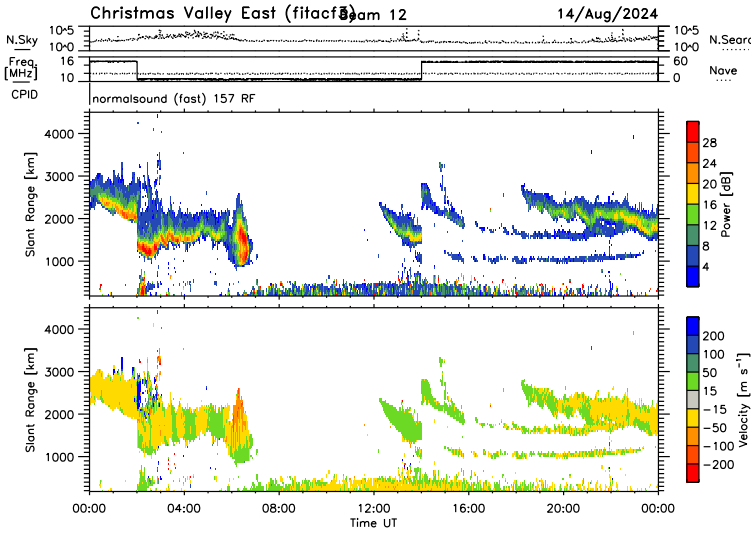 Christmas Valley East (fitacf3) Beam 12 14/Aug/2024
N.Sky 10^5 10^0 10^5 10^0 N.Searc
Freq. [MHz] 16 10 60 0 Nave
CPID normalsound (fast) 157 RF
Slant Range [km] 4000 3000 2000 1000
Power [dB] 28 24 20 16 12 8 4
Slant Range [km] 4000 3000 2000 1000
Velocity [m s⁻¹] 200 100 50 15 −15 −50 −100 −200
00:00 04:00 08:00 12:00 16:00 20:00 00:00
Time UT